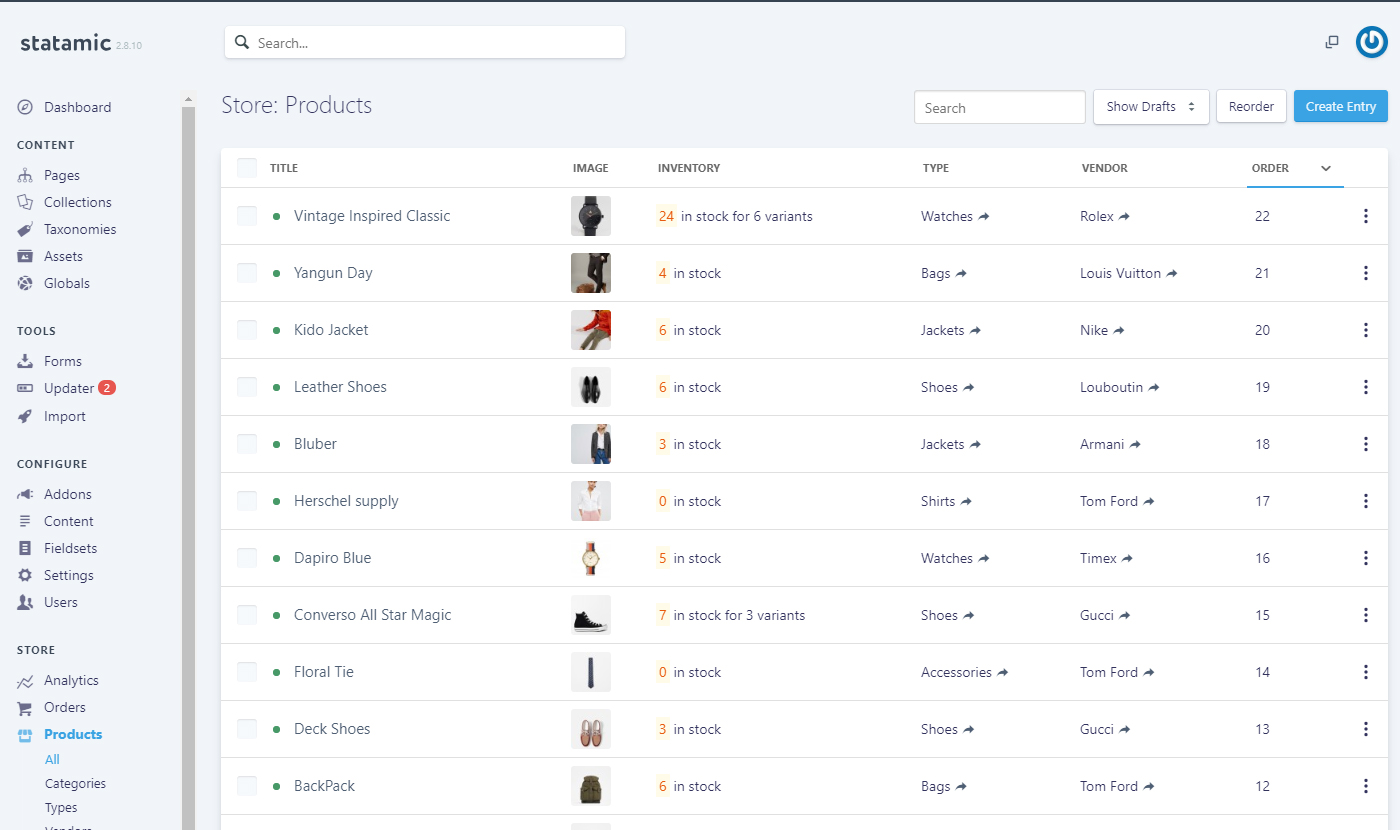 statamic 2.8.10
Search...
Dashboard
CONTENT
Pages
Collections
Taxonomies
Assets
Globals
TOOLS
Forms
Updater 2
Import
CONFIGURE
Addons
Content
Fieldsets
Settings
Users
STORE
Analytics
Orders
Products
All
Categories
Types
Store: Products
Search
Show Drafts
Reorder
Create Entry
TITLE IMAGE INVENTORY TYPE VENDOR ORDER
Vintage Inspired Classic 24 in stock for 6 variants Watches Rolex 22
Yangun Day 4 in stock Bags Louis Vuitton 21
Kido Jacket 6 in stock Jackets Nike 20
Leather Shoes 6 in stock Shoes Louboutin 19
Bluber 3 in stock Jackets Armani 18
Herschel supply 0 in stock Shirts Tom Ford 17
Dapiro Blue 5 in stock Watches Timex 16
Converso All Star Magic 7 in stock for 3 variants Shoes Gucci 15
Floral Tie 0 in stock Accessories Tom Ford 14
Deck Shoes 3 in stock Shoes Gucci 13
BackPack 6 in stock Bags Tom Ford 12